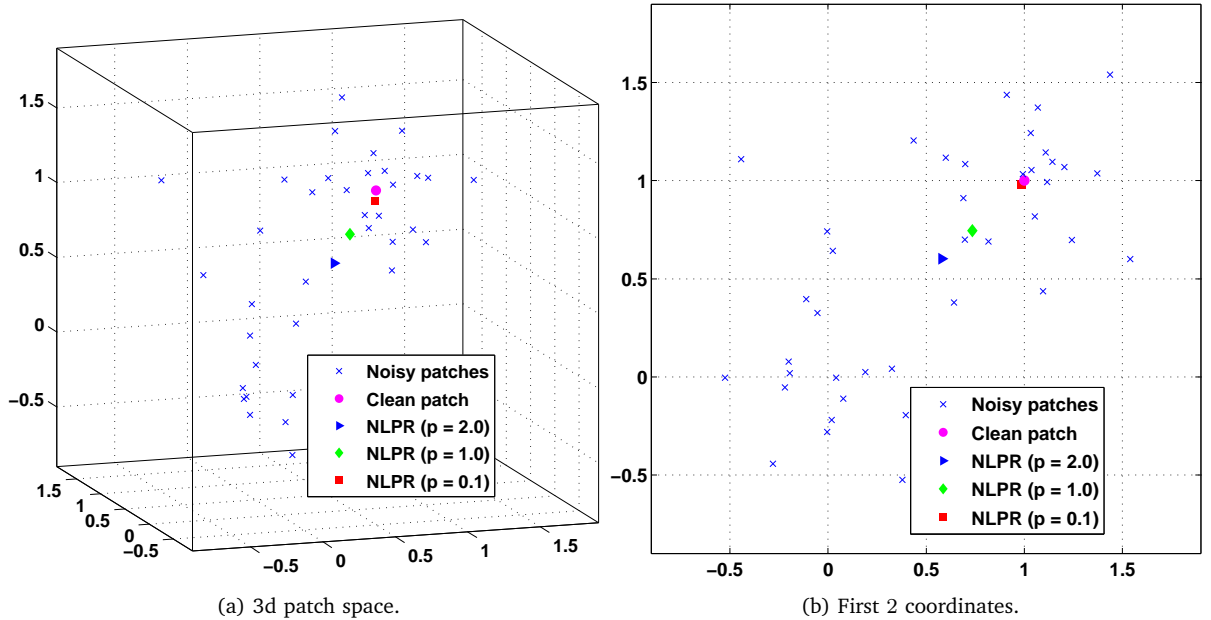 1.5
1
0.5
0
−0.5
1.5
1
0.5
0
−0.5
−0.5
0
0.5
1
1.5
Noisy patches
Clean patch
NLPR (p = 2.0)
NLPR (p = 1.0)
NLPR (p = 0.1)
(a) 3d patch space.
1.5
1
0.5
0
−0.5
−0.5
0
0.5
1
1.5
Noisy patches
Clean patch
NLPR (p = 2.0)
NLPR (p = 1.0)
NLPR (p = 0.1)
(b) First 2 coordinates.